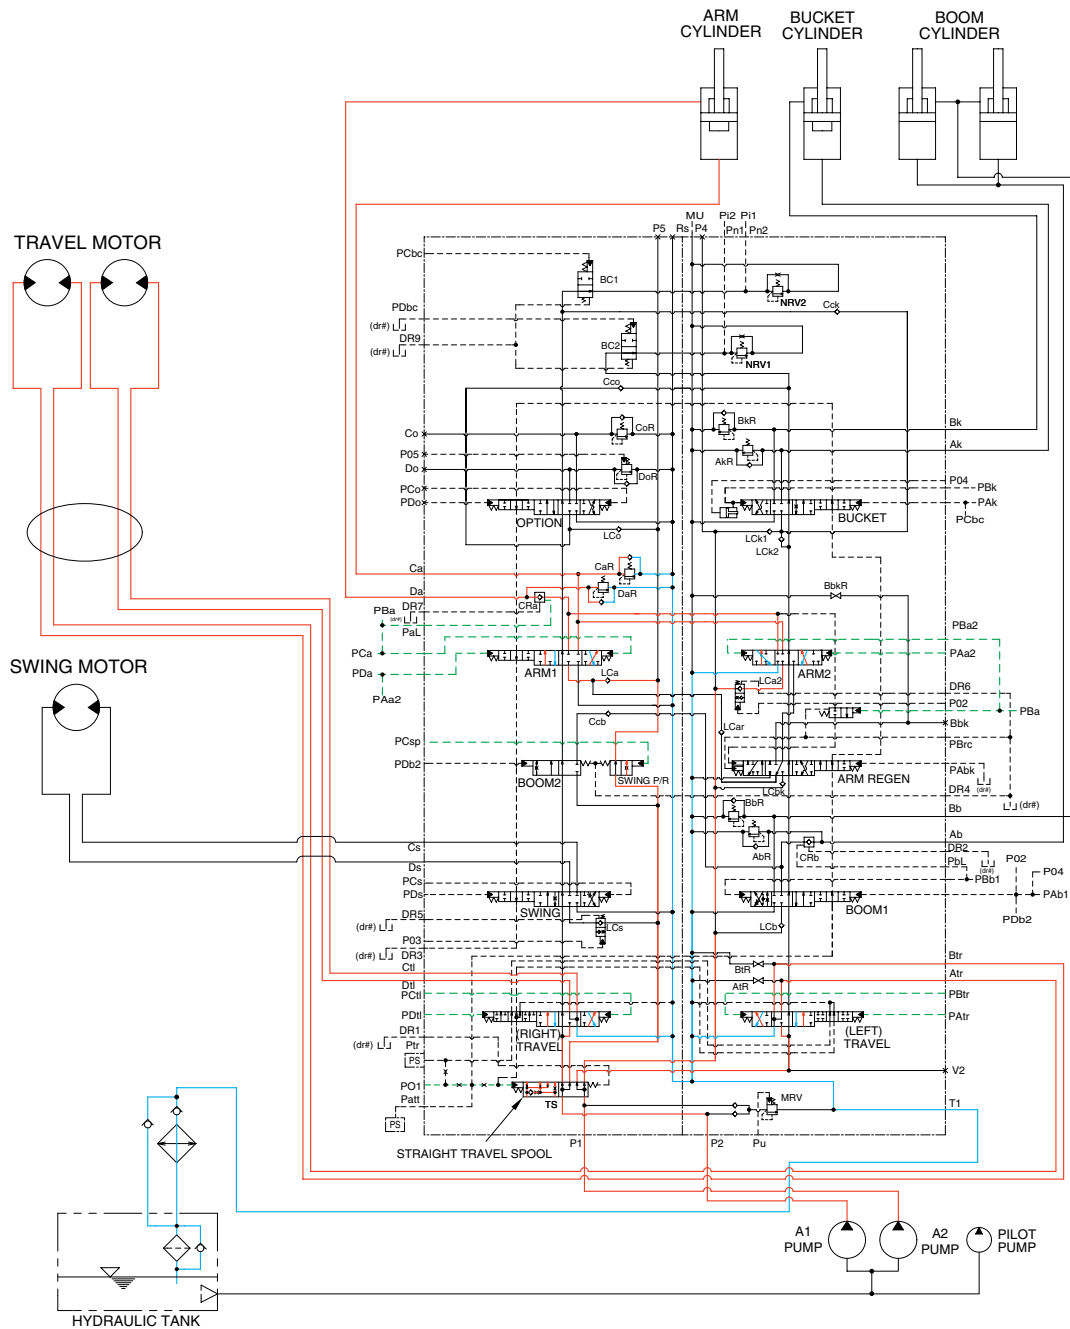 ARM
CYLINDER
BUCKET
CYLINDER
BOOM
CYLINDER
TRAVEL MOTOR
SWING MOTOR
MU
Pi2
Pi1
P5
Rs
P4
Pn1
Pn2
PCbc
BC1
NRV2
Cck
PDbc
(dr#)
DR9
(dr#)
BC2
NRV1
Cco
Co
CoR
BkR
Bk
P05
Do
DoR
AkR
Ak
PCo
PDo
P04
PBk
PAk
PCbc
OPTION
BUCKET
LCo
LCk1
LCk2
Ca
CaR
Da
DaR
CRa
BbkR
PBa
DR7
(dr#)
PaL
PBa2
PCa
PAa2
PDa
PAa2
ARM1
ARM2
LCa
LCa2
DR6
P02
PBa
Ccb
LCar
Bbk
PCsp
PBrc
PDb2
PAbk
BOOM2
SWING P/R
LCbk
ARM REGEN
DR4
(dr#)
(dr#)
BbR
Bb
Cs
AbR
CRb
Ab
DR2
(dr#)
PbL
P02
P04
Ds
PCs
PBb1
PDs
PAb1
PDb2
SWING
BOOM1
DR5
(dr#)
LCs
LCb
P03
(dr#)
DR3
Ctl
BtR
Btr
AtR
Atr
Dtl
PCtl
PBtr
PDtl
PAtr
(RIGHT)
TRAVEL
(LEFT)
TRAVEL
DR1
(dr#)
Ptr
PS
V2
PO1
TS
Patt
PS
MRV
T1
P1
P2
Pu
STRAIGHT TRAVEL SPOOL
A1
PUMP
A2
PUMP
PILOT
PUMP
HYDRAULIC TANK